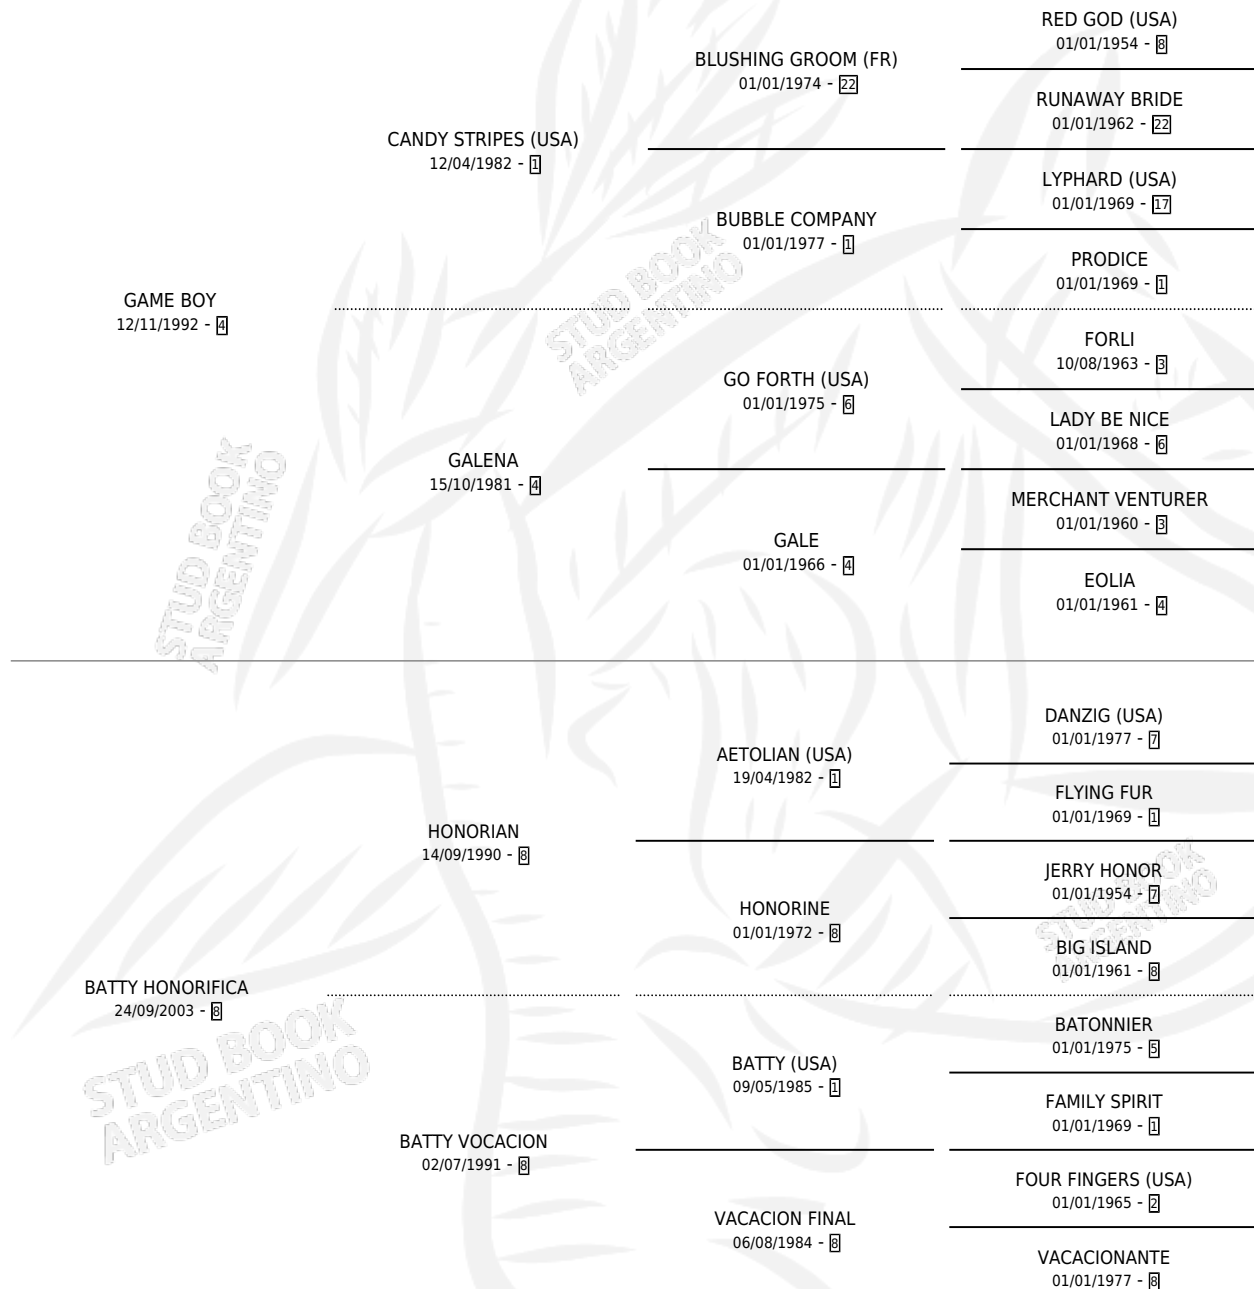 RED GOD (USA)
01/01/1954 - 8
BLUSHING GROOM (FR)
01/01/1974 - 22
RUNAWAY BRIDE
01/01/1962 - 22
CANDY STRIPES (USA)
12/04/1982 - 1
LYPHARD (USA)
01/01/1969 - 17
BUBBLE COMPANY
01/01/1977 - 1
PRODICE
01/01/1969 - 1
GAME BOY
12/11/1992 - 4
FORLI
10/08/1963 - 3
GO FORTH (USA)
01/01/1975 - 6
LADY BE NICE
01/01/1968 - 6
GALENA
15/10/1981 - 4
MERCHANT VENTURER
01/01/1960 - 3
GALE
01/01/1966 - 4
EOLIA
01/01/1961 - 4
STUD BOOK
ARGENTINO
STUD BOOK
ARGENTINO
DANZIG (USA)
01/01/1977 - 7
AETOLIAN (USA)
19/04/1982 - 1
FLYING FUR
01/01/1969 - 1
HONORIAN
14/09/1990 - 8
JERRY HONOR
01/01/1954 - 7
HONORINE
01/01/1972 - 8
BIG ISLAND
01/01/1961 - 8
STUD BOOK
ARGENTINO
BATTY HONORIFICA
24/09/2003 - 8
BATONNIER
01/01/1975 - 5
BATTY (USA)
09/05/1985 - 1
FAMILY SPIRIT
01/01/1969 - 1
BATTY VOCACION
02/07/1991 - 8
FOUR FINGERS (USA)
01/01/1965 - 2
VACACION FINAL
06/08/1984 - 8
VACACIONANTE
01/01/1977 - 8
STUD BOOK
ARGENTINO